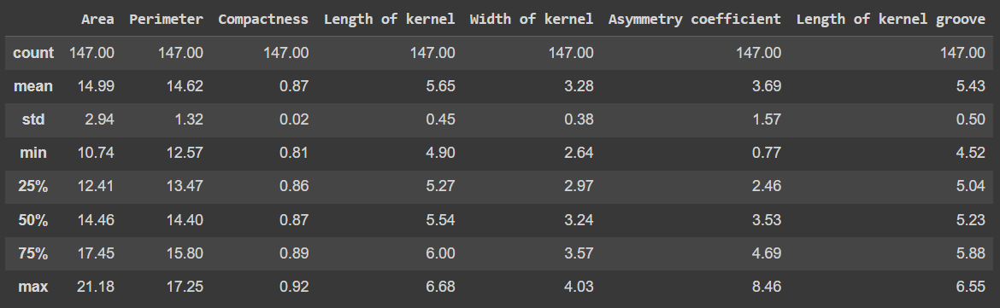 Area Perimeter Compactness Length of kernel Width of kernel Asymmetry coefficient Length of kernel groove
count 147.00 147.00 147.00 147.00 147.00 147.00 147.00
mean 14.99 14.62 0.87 5.65 3.28 3.69 5.43
std 2.94 1.32 0.02 0.45 0.38 1.57 0.50
min 10.74 12.57 0.81 4.90 2.64 0.77 4.52
25% 12.41 13.47 0.86 5.27 2.97 2.46 5.04
50% 14.46 14.40 0.87 5.54 3.24 3.53 5.23
75% 17.45 15.80 0.89 6.00 3.57 4.69 5.88
max 21.18 17.25 0.92 6.68 4.03 8.46 6.55